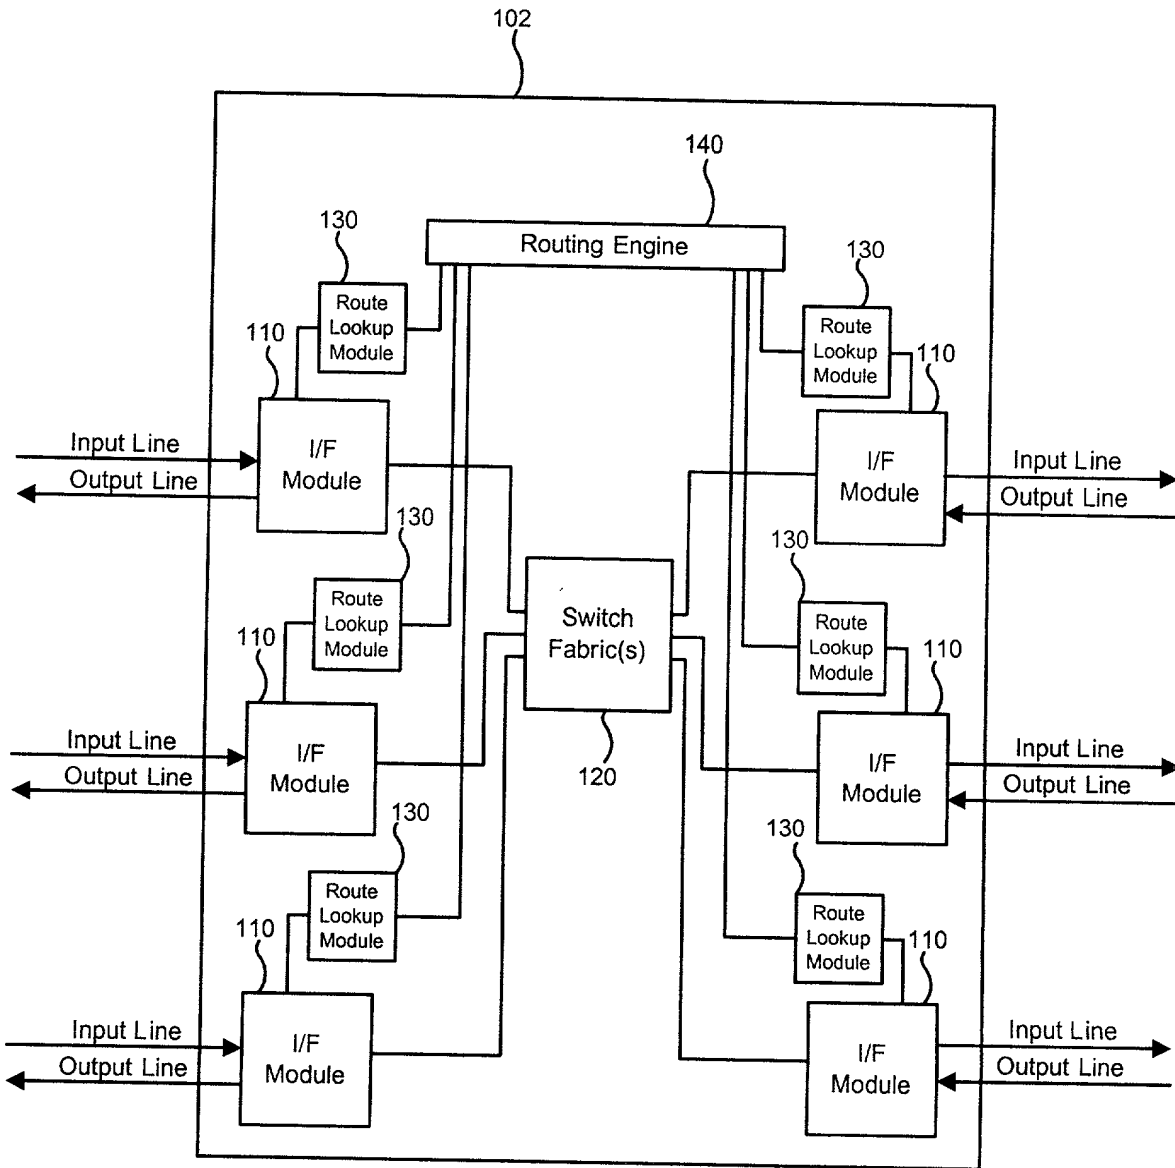 102
140
Routing Engine
130
Route
Lookup
Module
130
Route
Lookup
Module
110
I/F
Module
Input Line
Output Line
110
I/F
Module
Input Line
Output Line
130
Route
Lookup
Module
130
Route
Lookup
Module
Switch
Fabric(s)
120
110
I/F
Module
Input Line
Output Line
110
I/F
Module
Input Line
Output Line
130
Route
Lookup
Module
130
Route
Lookup
Module
110
I/F
Module
Input Line
Output Line
110
I/F
Module
Input Line
Output Line